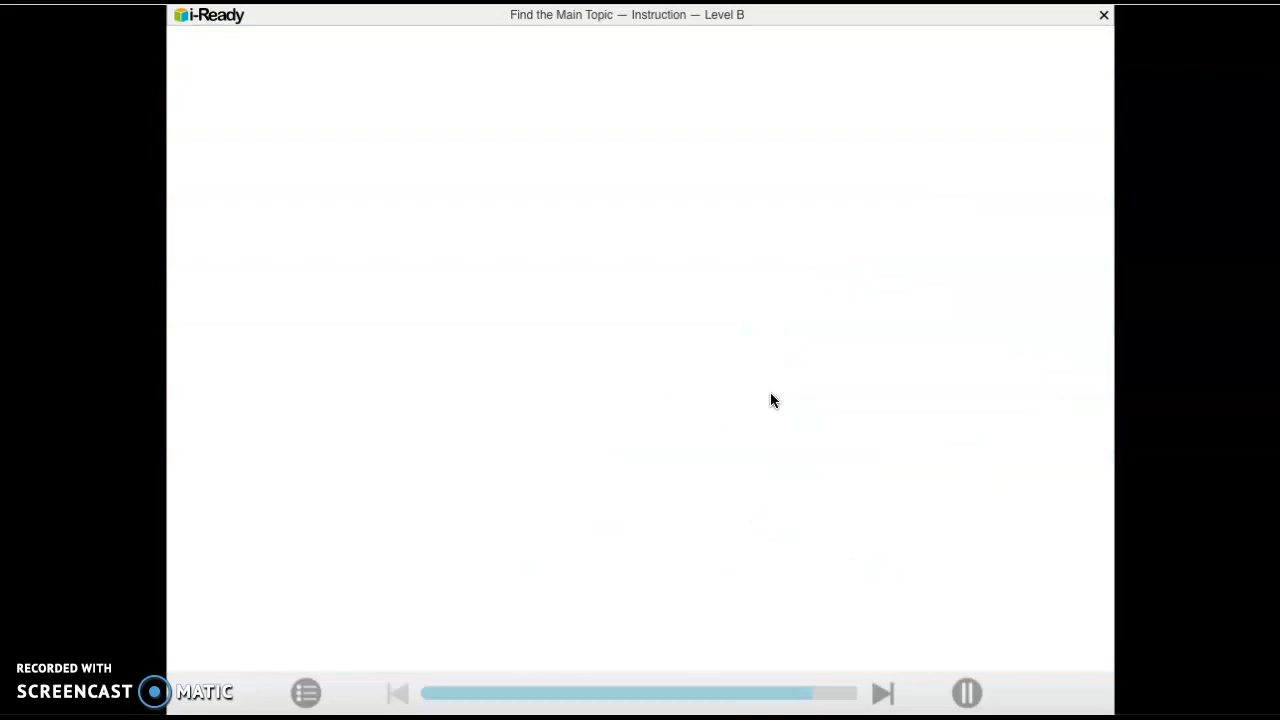 i-Ready
Find the Main Topic — Instruction — Level B
RECORDED WITH
SCREENCAST MATIC